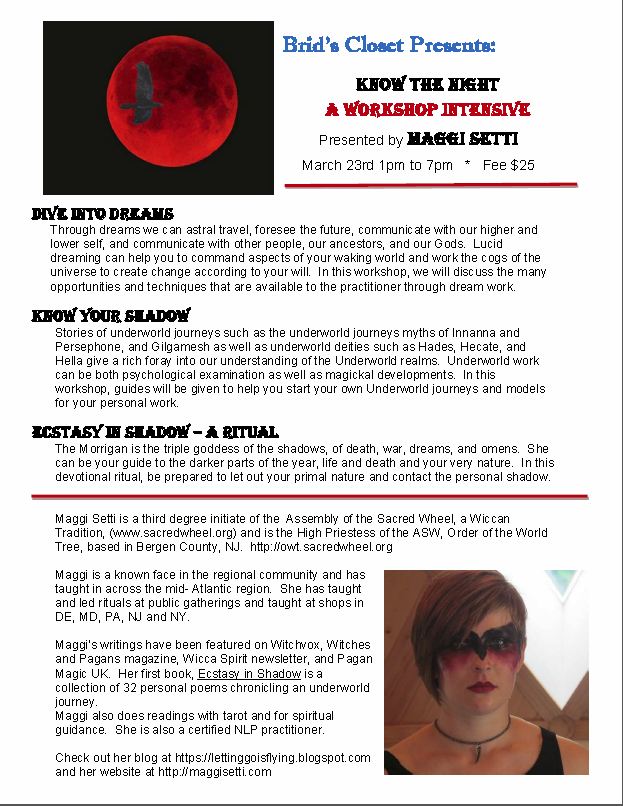 Brid's Closet Presents:
KNOW THE NIGHT
A WORKSHOP INTENSIVE
Presented by MAGGI SETTI
March 23rd 1pm to 7pm * Fee $25
DIVE INTO DREAMS
Through dreams we can astral travel, foresee the future, communicate with our higher and
lower self, and communicate with other people, our ancestors, and our Gods. Lucid
dreaming can help you to command aspects of your waking world and work the cogs of the
universe to create change according to your will. In this workshop, we will discuss the many
opportunities and techniques that are available to the practitioner through dream work.
KNOW YOUR SHADOW
Stories of underworld journeys such as the underworld journeys myths of Innanna and
Persephone, and Gilgamesh as well as underworld deities such as Hades, Hecate, and
Hella give a rich foray into our understanding of the Underworld realms. Underworld work
can be both psychological examination as well as magickal developments. In this
workshop, guides will be given to help you start your own Underworld journeys and models
for your personal work.
ECSTASY IN SHADOW – A RITUAL
The Morrigan is the triple goddess of the shadows, of death, war, dreams, and omens. She
can be your guide to the darker parts of the year, life and death and your very nature. In this
devotional ritual, be prepared to let out your primal nature and contact the personal shadow.
Maggi Setti is a third degree initiate of the Assembly of the Sacred Wheel, a Wiccan
Tradition, (www.sacredwheel.org) and is the High Priestess of the ASW, Order of the World
Tree, based in Bergen County, NJ. http://owt.sacredwheel.org
Maggi is a known face in the regional community and has
taught in across the mid- Atlantic region. She has taught
and led rituals at public gatherings and taught at shops in
DE, MD, PA, NJ and NY.
Maggi's writings have been featured on Witchvox, Witches
and Pagans magazine, Wicca Spirit newsletter, and Pagan
Magic UK. Her first book, Ecstasy in Shadow is a
collection of 32 personal poems chronicling an underworld
journey.
Maggi also does readings with tarot and for spiritual
guidance. She is also a certified NLP practitioner.
Check out her blog at https://lettinggoisflying.blogspot.com
and her website at http://maggisetti.com